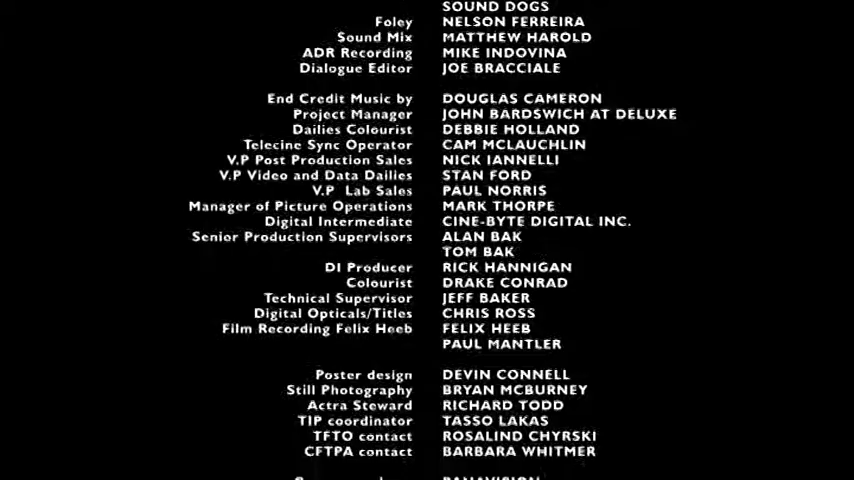 SOUND DOGS
Foley NELSON FERREIRA
Sound Mix MATTHEW HAROLD
ADR Recording MIKE INDOVINA
Dialogue Editor JOE BRACCIALE
End Credit Music by DOUGLAS CAMERON
Project Manager JOHN BARDSWICH AT DELUXE
Dailies Colourist DEBBIE HOLLAND
Telecine Sync Operator CAM MCLAUCHLIN
V.P Post Production Sales NICK IANNELLI
V.P Video and Data Dailies STAN FORD
V.P Lab Sales PAUL NORRIS
Manager of Picture Operations MARK THORPE
Digital Intermediate CINE-BYTE DIGITAL INC.
Senior Production Supervisors ALAN BAK
TOM BAK
DI Producer RICK HANNIGAN
Colourist DRAKE CONRAD
Technical Supervisor JEFF BAKER
Digital Opticals/Titles CHRIS ROSS
Film Recording Felix Heeb FELIX HEEB
PAUL MANTLER
Poster design DEVIN CONNELL
Still Photography BRYAN MCBURNEY
Actra Steward RICHARD TODD
TIP coordinator TASSO LAKAS
TFTO contact ROSALIND CHYRSKI
CFTPA contact BARBARA WHITMER
PANAVISION